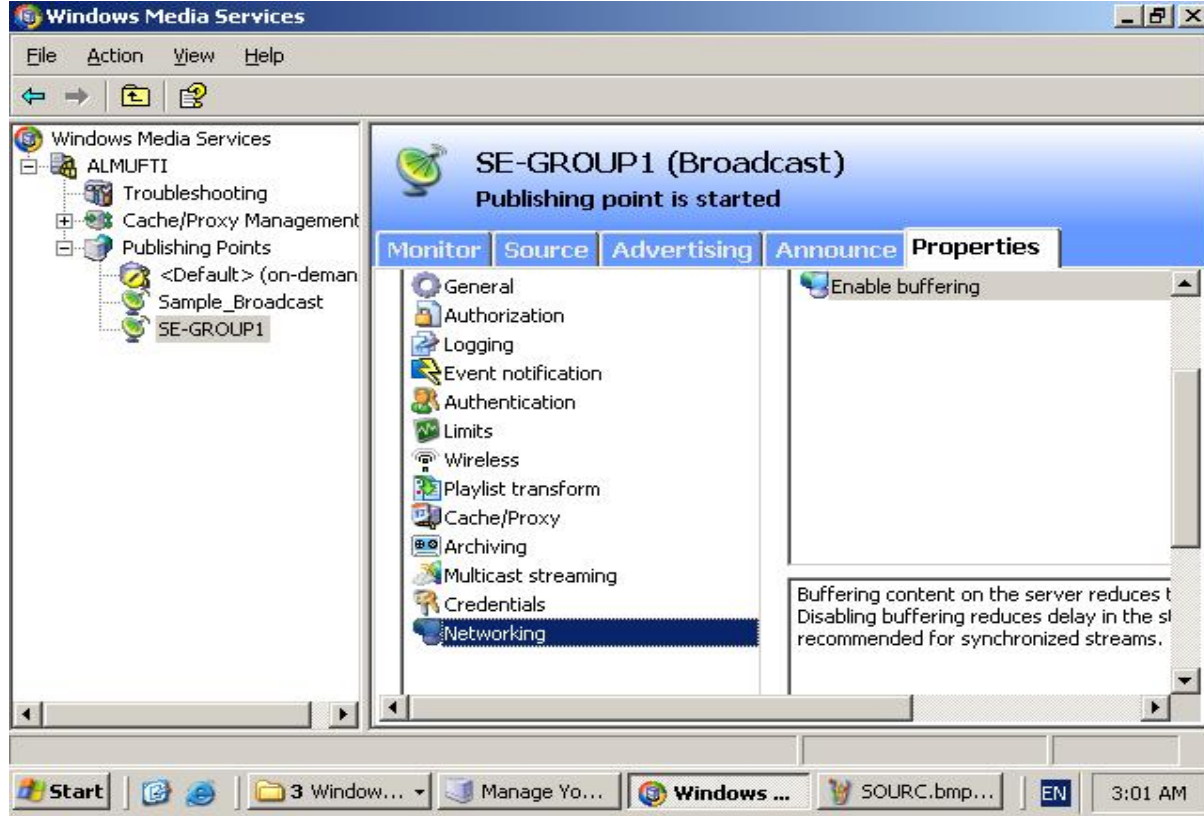 Windows Media Services
File Action View Help
Windows Media Services
ALMUFTI
Troubleshooting
Cache/Proxy Management
Publishing Points
<Default> (on-deman
Sample_Broadcast
SE-GROUP1
SE-GROUP1 (Broadcast)
Publishing point is started
Monitor Source Advertising Announce Properties
General
Authorization
Logging
Event notification
Authentication
Limits
Wireless
Playlist transform
Cache/Proxy
Archiving
Multicast streaming
Credentials
Networking
Enable buffering
Buffering content on the server reduces t
Disabling buffering reduces delay in the st
recommended for synchronized streams.
Start 3 Window... Manage Yo... Windows ... SOURC.bmp... EN 3:01 AM